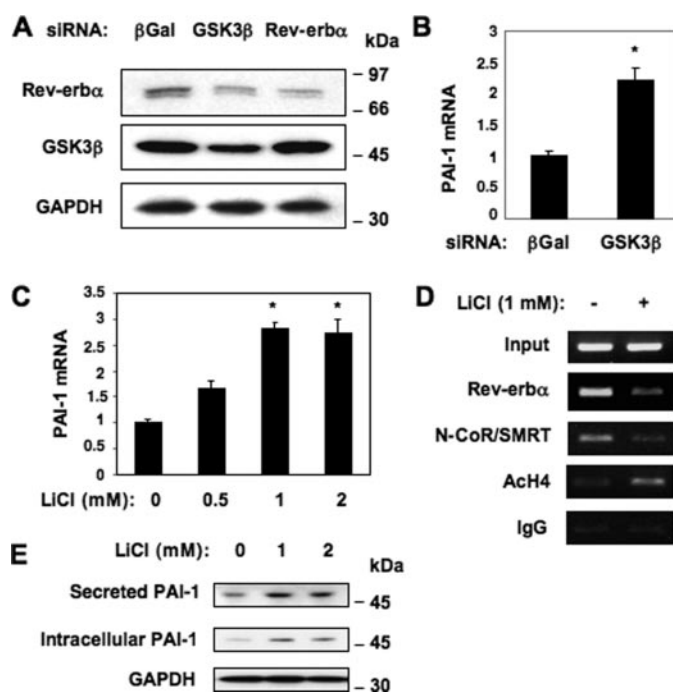 A
siRNA: βGal GSK3β Rev-erbα kDa
Rev-erbα
97
66
GSK3β
45
GAPDH
30
B
PAI-1 mRNA
3
2.5
2
1.5
1
0.5
0
*
siRNA: βGal GSK3β
C
PAI-1 mRNA
3.5
3
2.5
2
1.5
1
0.5
0
* *
LiCl (mM): 0 0.5 1 2
D
LiCl (1 mM): - +
Input
Rev-erbα
N-CoR/SMRT
AcH4
IgG
E
LiCl (mM): 0 1 2 kDa
Secreted PAI-1
45
Intracellular PAI-1
45
GAPDH
30